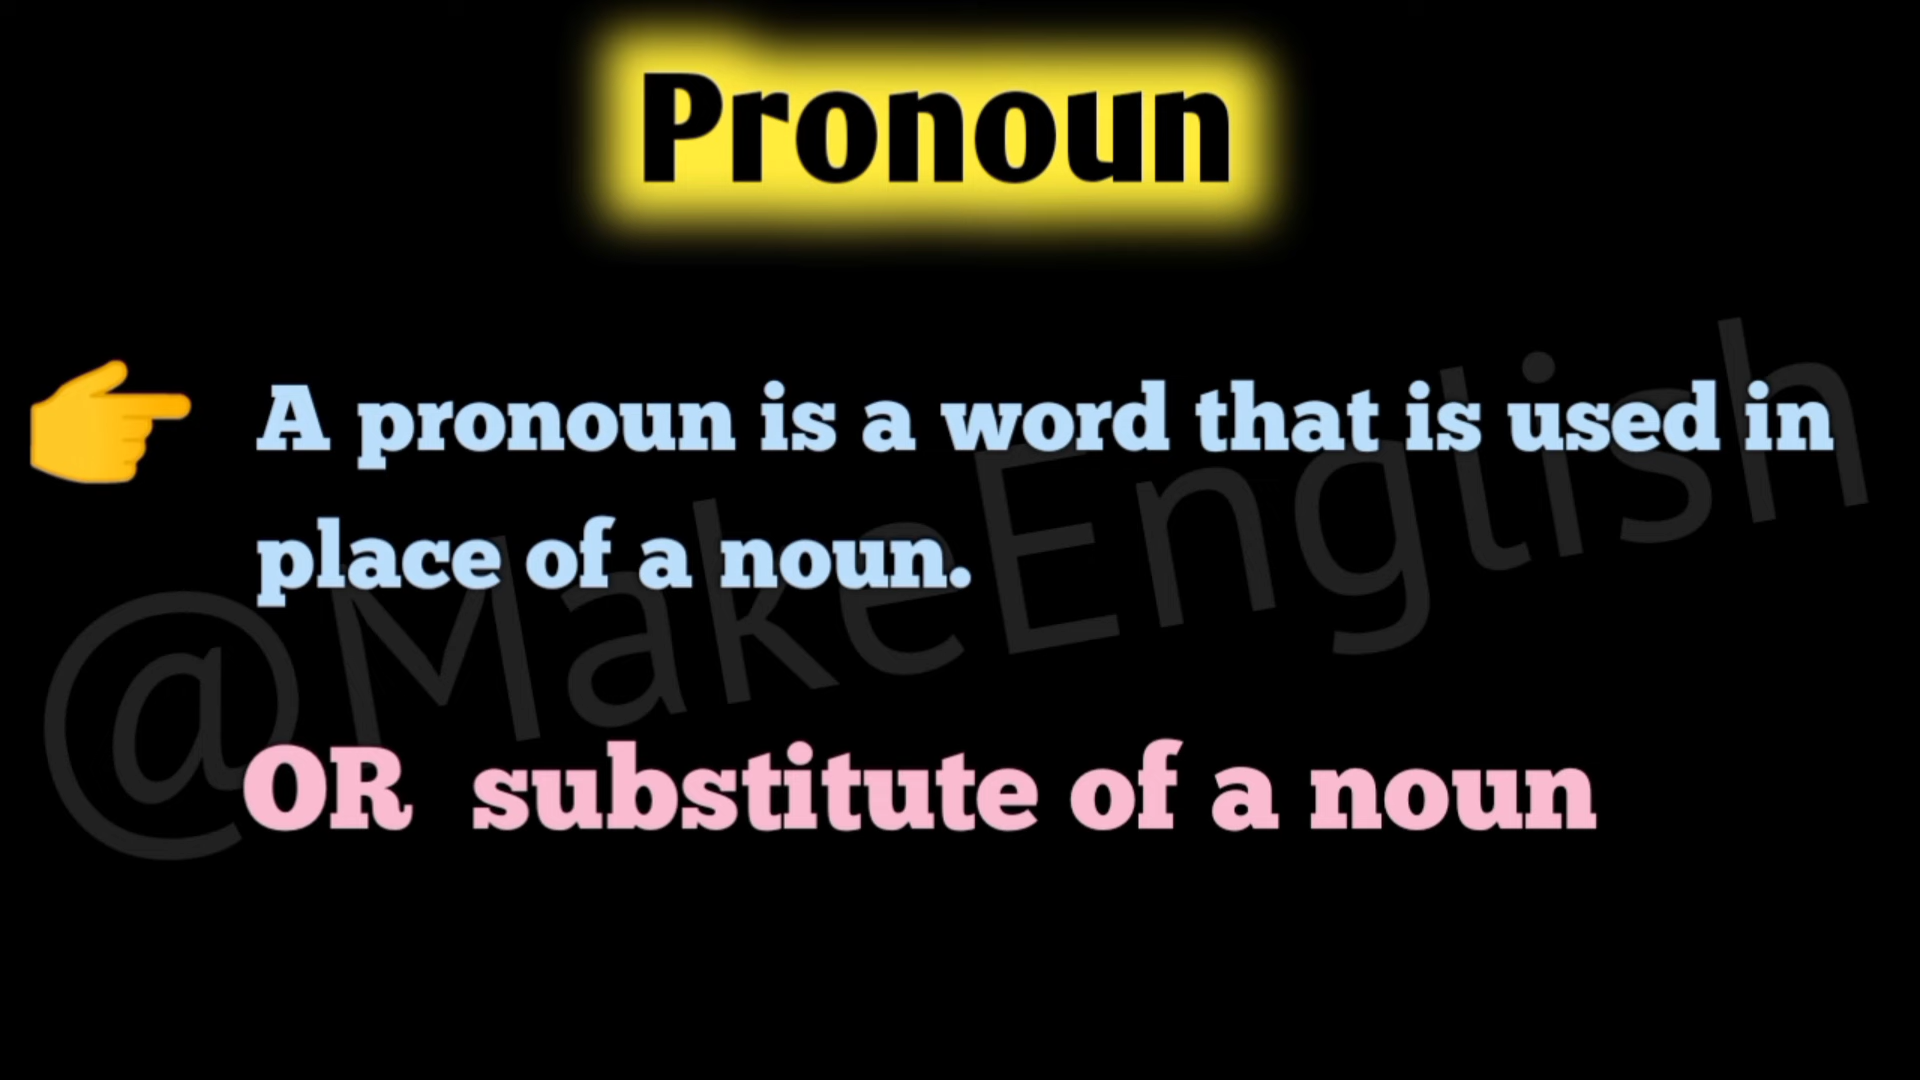 Pronoun
A pronoun is a word that is used in
place of a noun.
@MakeEnglish
OR substitute of a noun